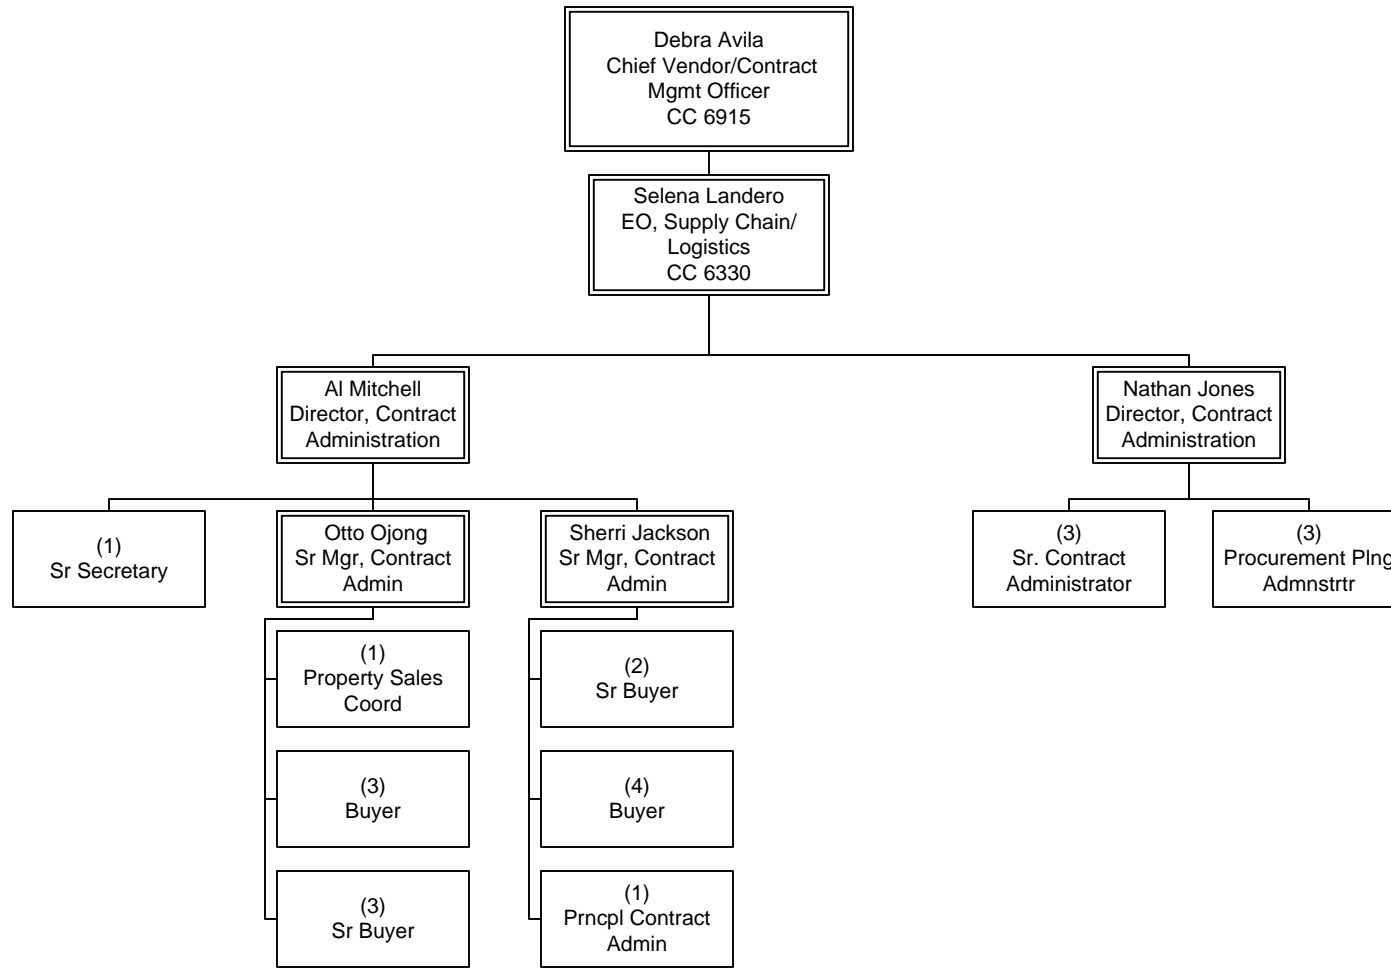 Debra Avila
Chief Vendor/Contract
Mgmt Officer
CC 6915
Selena Landero
EO, Supply Chain/
Logistics
CC 6330
Al Mitchell
Director, Contract
Administration
Nathan Jones
Director, Contract
Administration
(1)
Sr Secretary
Otto Ojong
Sr Mgr, Contract
Admin
Sherri Jackson
Sr Mgr, Contract
Admin
(3)
Sr. Contract
Administrator
(3)
Procurement Plng
Admnstrtr
(1)
Property Sales
Coord
(2)
Sr Buyer
(3)
Buyer
(4)
Buyer
(3)
Sr Buyer
(1)
Prncpl Contract
Admin